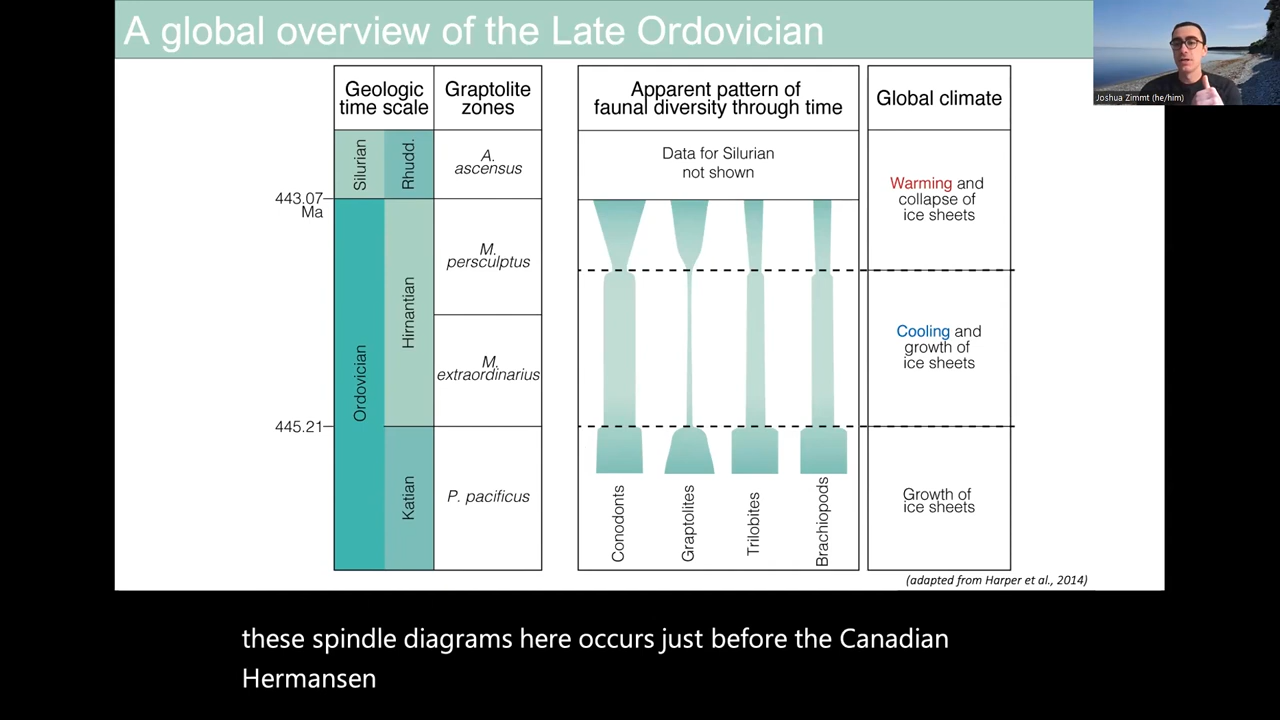 A global overview of the Late Ordovician
Joshua Zimmt (he/him)
Geologic
time scale
Graptolite
zones
Apparent pattern of
faunal diversity through time
Global climate
Silurian
Rhudd.
A.
ascensus
Data for Silurian
not shown
Warming and
collapse of
ice sheets
443.07
Ma
Ordovician
Hirnantian
M.
persculptus
M.
extraordinarius
Cooling and
growth of
ice sheets
445.21
Katian
P. pacificus
Conodonts
Graptolites
Trilobites
Brachiopods
Growth of
ice sheets
(adapted from Harper et al., 2014)
these spindle diagrams here occurs just before the Canadian
Hermansen